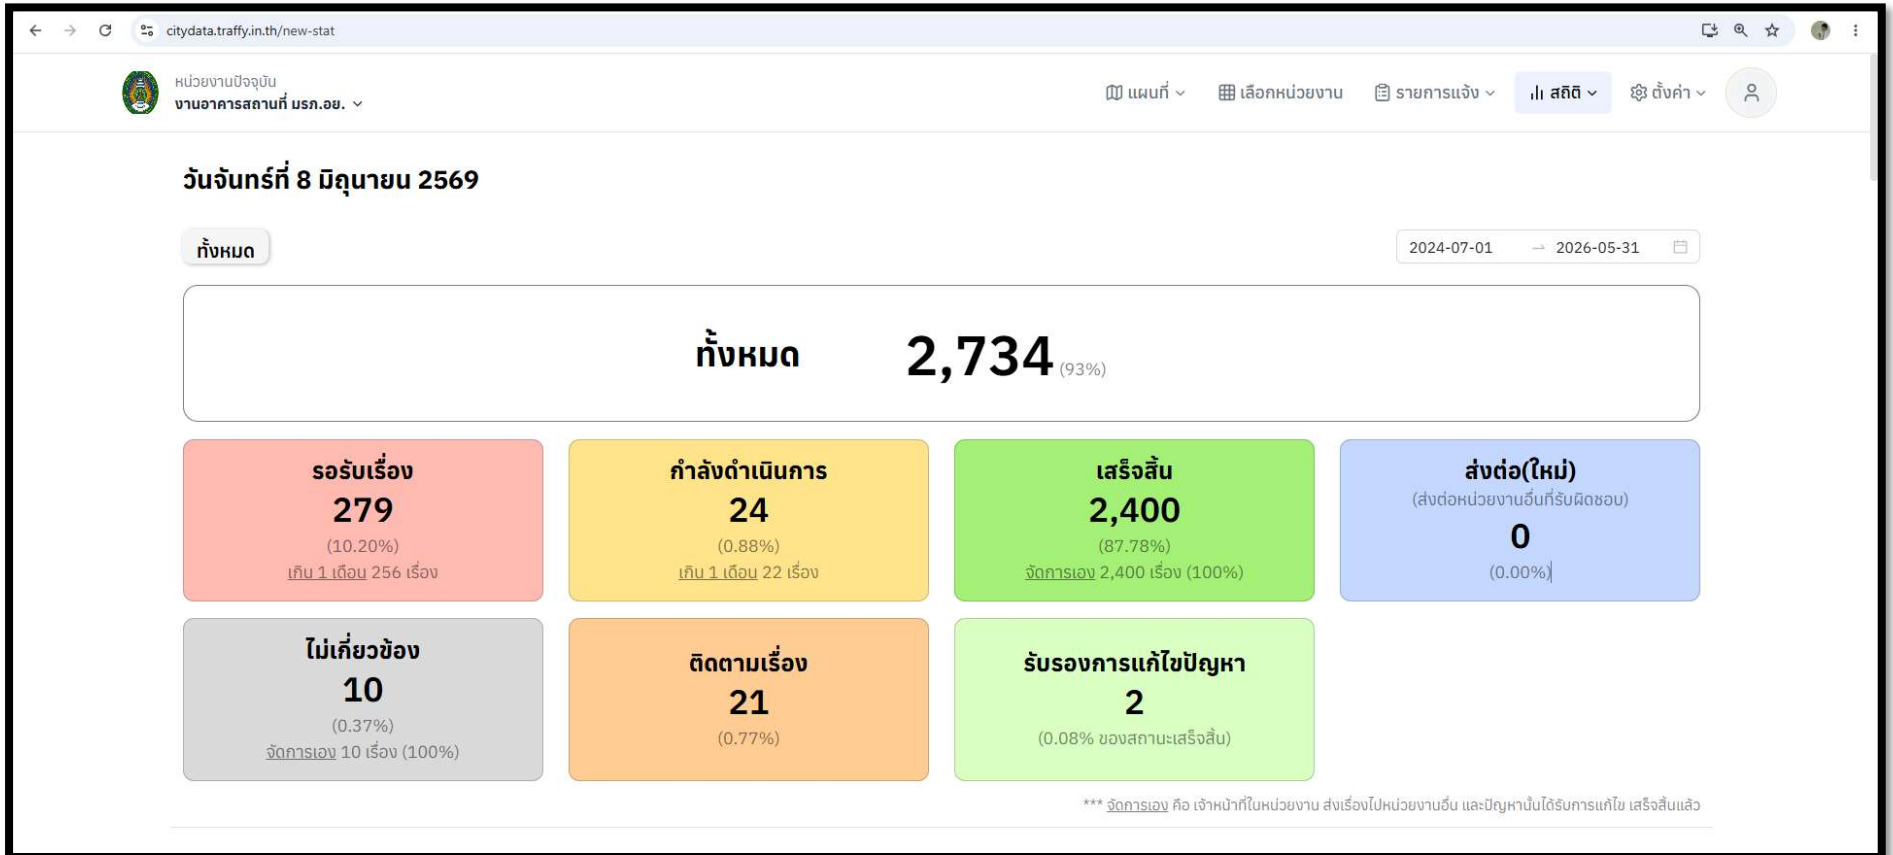 citydata.traffy.in.th/new-stat
หน่วยงานปัจจุบัน
งานอาคารสถานที่ มรภ.อย.
แผนที่ เลือกหน่วยงาน รายการแจ้ง สถิติ ตั้งค่า
วันจันทร์ที่ 8 มิถุนายน 2569
ทั้งหมด
2024-07-01 → 2026-05-31
ทั้งหมด 2,734 (93%)
รอรับเรื่อง
279
(10.20%)
เกิน 1 เดือน 256 เรื่อง
กำลังดำเนินการ
24
(0.88%)
เกิน 1 เดือน 22 เรื่อง
เสร็จสิ้น
2,400
(87.78%)
จัดการเอง 2,400 เรื่อง (100%)
ส่งต่อ(ใหม่)
(ส่งต่อหน่วยงานอื่นที่รับผิดชอบ)
0
(0.00%)
ไม่เกี่ยวข้อง
10
(0.37%)
จัดการเอง 10 เรื่อง (100%)
ติดตามเรื่อง
21
(0.77%)
รับรองการแก้ไขปัญหา
2
(0.08% ของสถานะเสร็จสิ้น)
*** จัดการเอง คือ เจ้าหน้าที่ในหน่วยงาน ส่งเรื่องไปหน่วยงานอื่น และปัญหานั้นได้รับการแก้ไข เสร็จสิ้นแล้ว